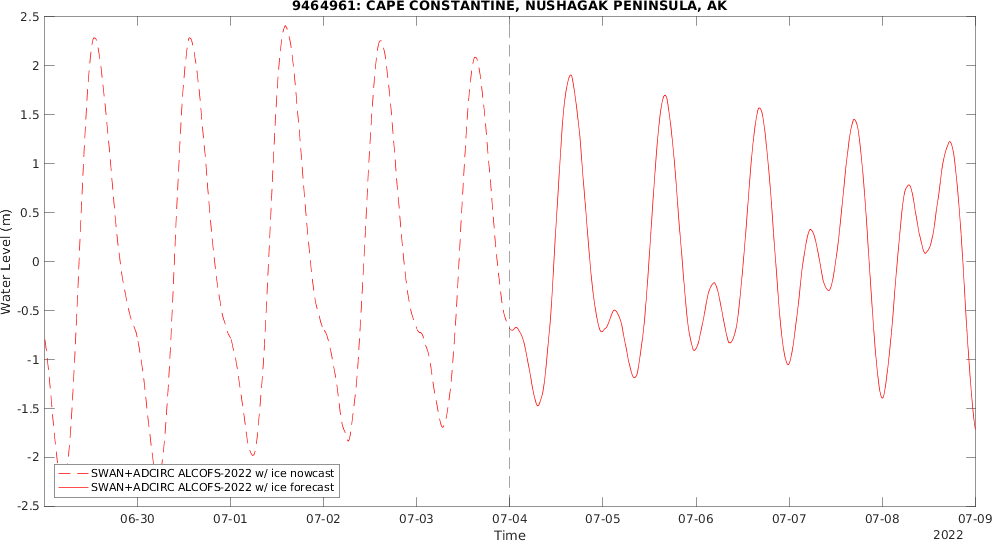 9464961: CAPE CONSTANTINE, NUSHAGAK PENINSULA, AK
2.5
2
1.5
1
0.5
0
-0.5
-1
-1.5
-2
-2.5
Water Level (m)
SWAN+ADCIRC ALCOFS-2022 w/ ice nowcast
SWAN+ADCIRC ALCOFS-2022 w/ ice forecast
06-30 07-01 07-02 07-03 07-04 07-05 07-06 07-07 07-08 07-09
Time
2022